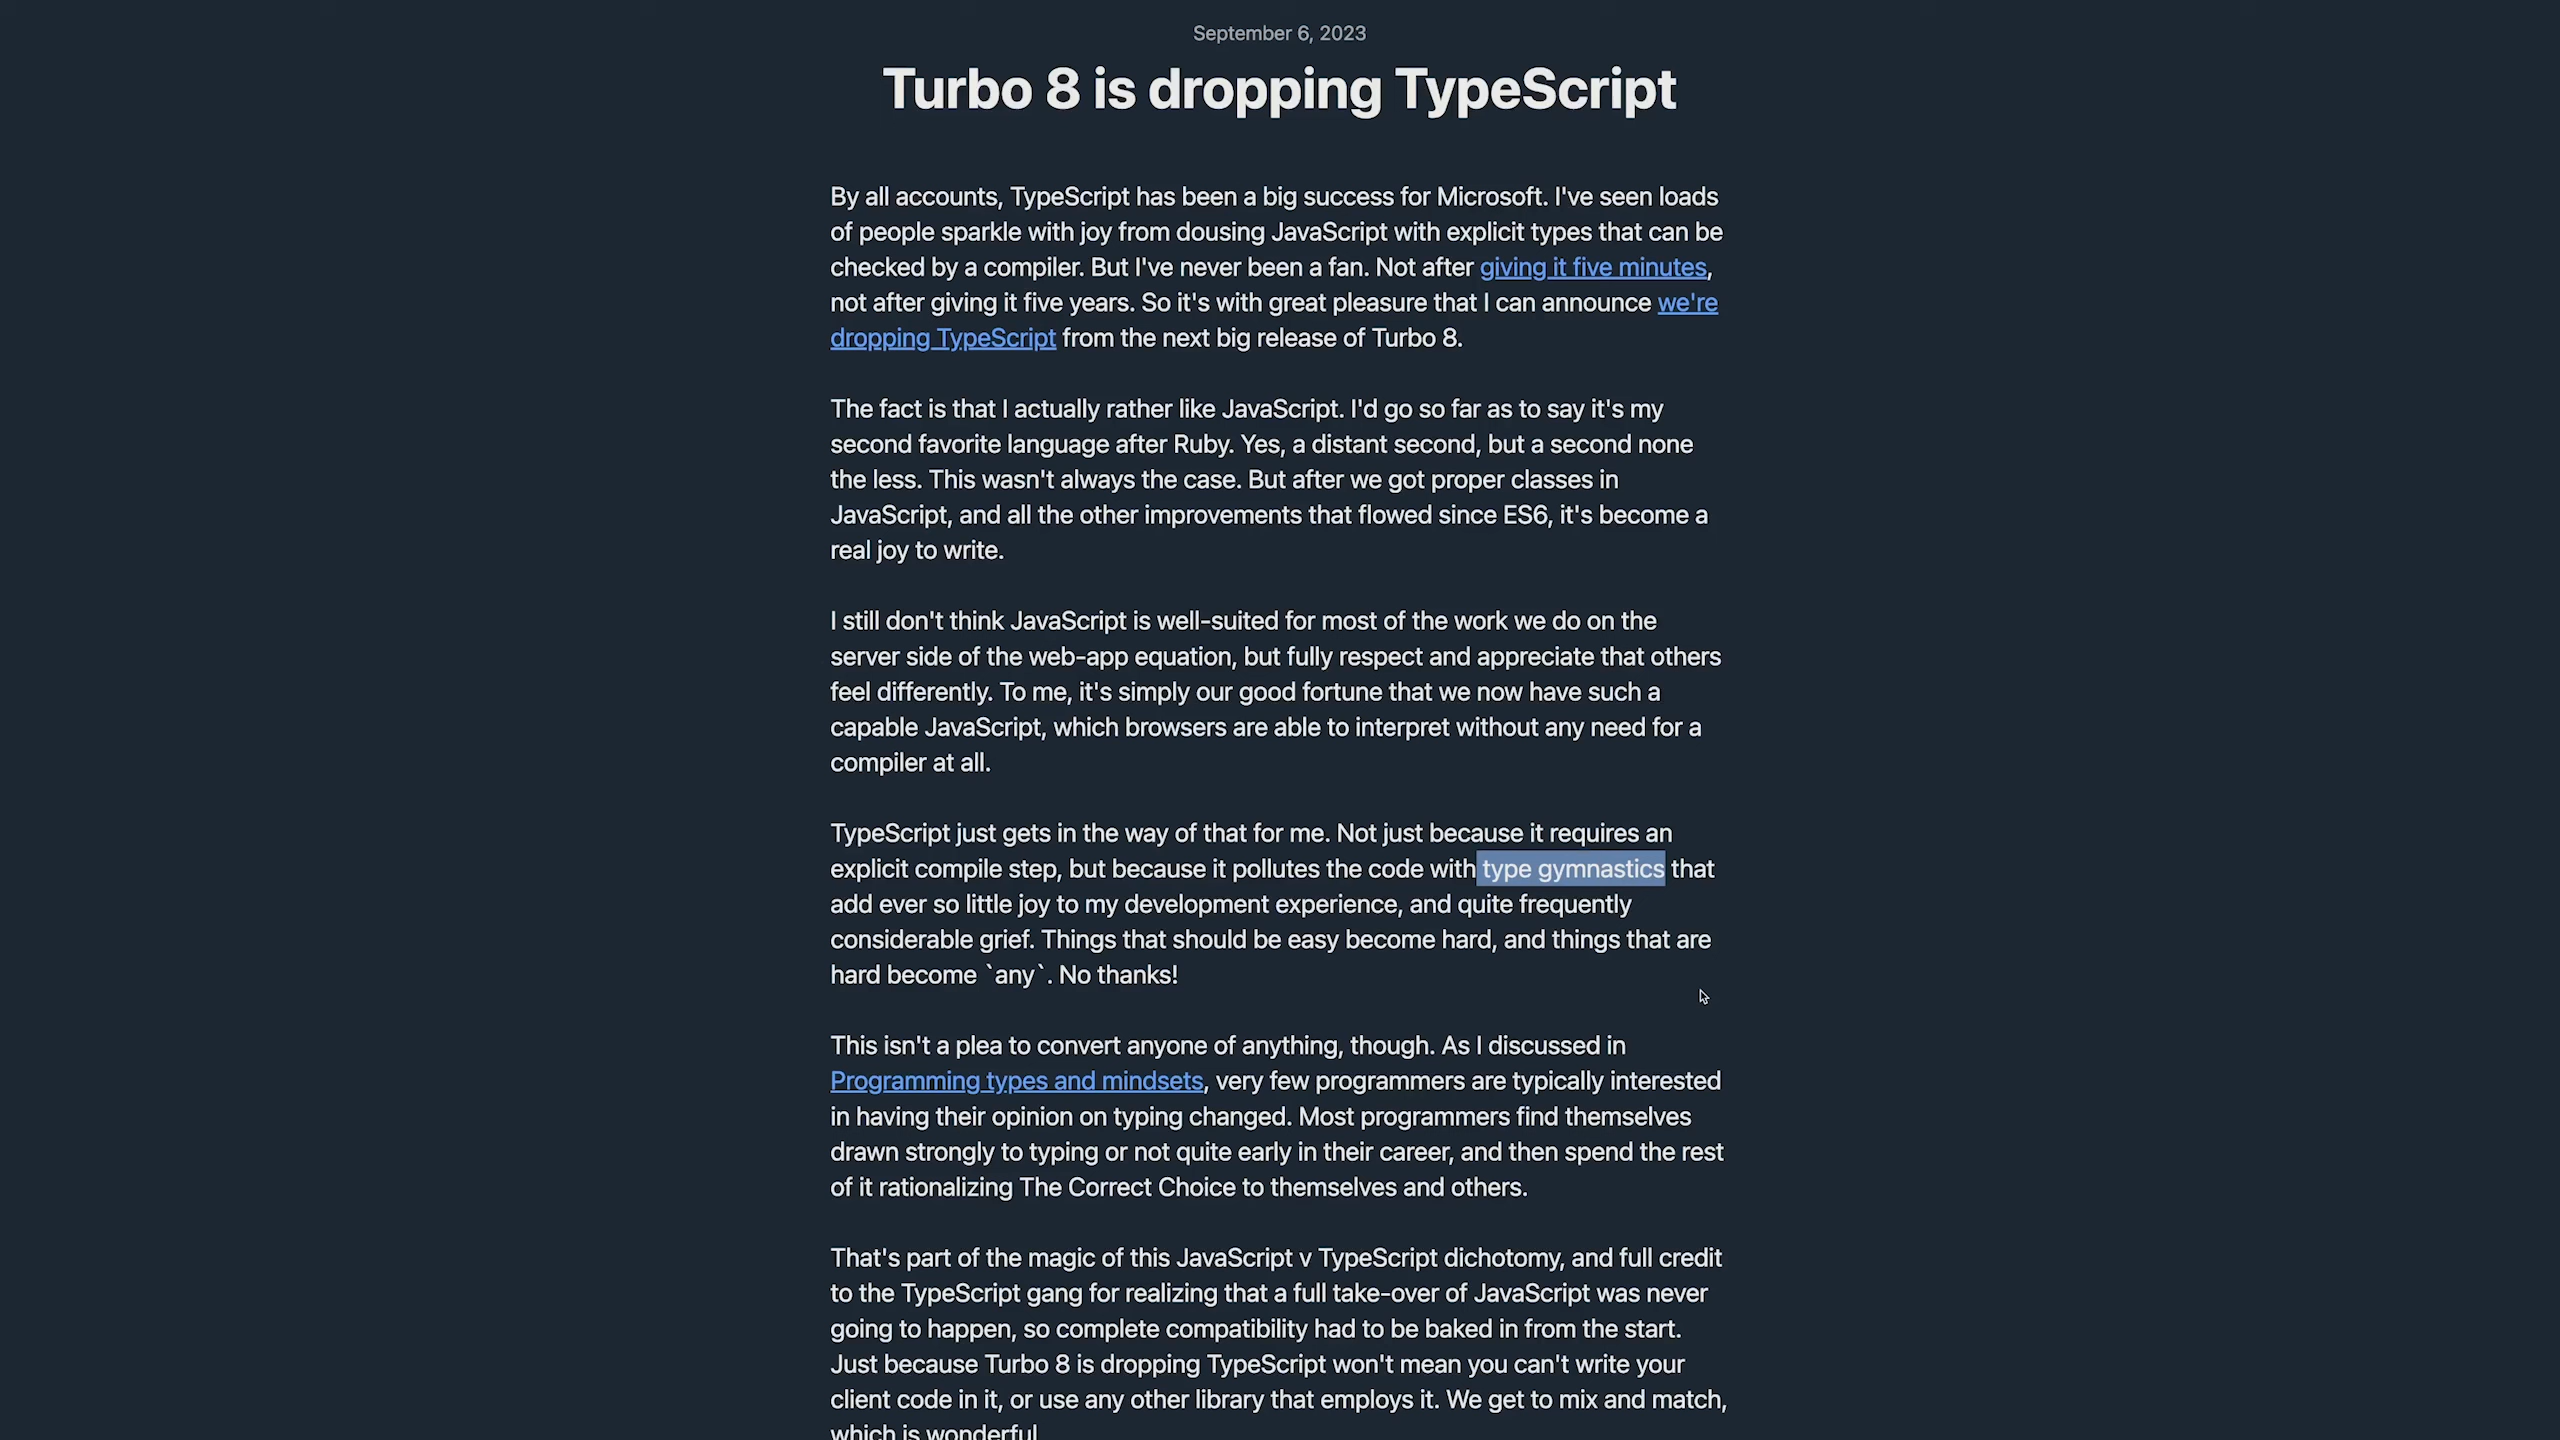 September 6, 2023
Turbo 8 is dropping TypeScript
By all accounts, TypeScript has been a big success for Microsoft. I've seen loads
of people sparkle with joy from dousing JavaScript with explicit types that can be
checked by a compiler. But I've never been a fan. Not after giving it five minutes,
not after giving it five years. So it's with great pleasure that I can announce we're
dropping TypeScript from the next big release of Turbo 8.
The fact is that I actually rather like JavaScript. I'd go so far as to say it's my
second favorite language after Ruby. Yes, a distant second, but a second none
the less. This wasn't always the case. But after we got proper classes in
JavaScript, and all the other improvements that flowed since ES6, it's become a
real joy to write.
I still don't think JavaScript is well-suited for most of the work we do on the
server side of the web-app equation, but fully respect and appreciate that others
feel differently. To me, it's simply our good fortune that we now have such a
capable JavaScript, which browsers are able to interpret without any need for a
compiler at all.
TypeScript just gets in the way of that for me. Not just because it requires an
explicit compile step, but because it pollutes the code with type gymnastics that
add ever so little joy to my development experience, and quite frequently
considerable grief. Things that should be easy become hard, and things that are
hard become `any`. No thanks!
This isn't a plea to convert anyone of anything, though. As I discussed in
Programming types and mindsets, very few programmers are typically interested
in having their opinion on typing changed. Most programmers find themselves
drawn strongly to typing or not quite early in their career, and then spend the rest
of it rationalizing The Correct Choice to themselves and others.
That's part of the magic of this JavaScript v TypeScript dichotomy, and full credit
to the TypeScript gang for realizing that a full take-over of JavaScript was never
going to happen, so complete compatibility had to be baked in from the start.
Just because Turbo 8 is dropping TypeScript won't mean you can't write your
client code in it, or use any other library that employs it. We get to mix and match,
which is wonderful